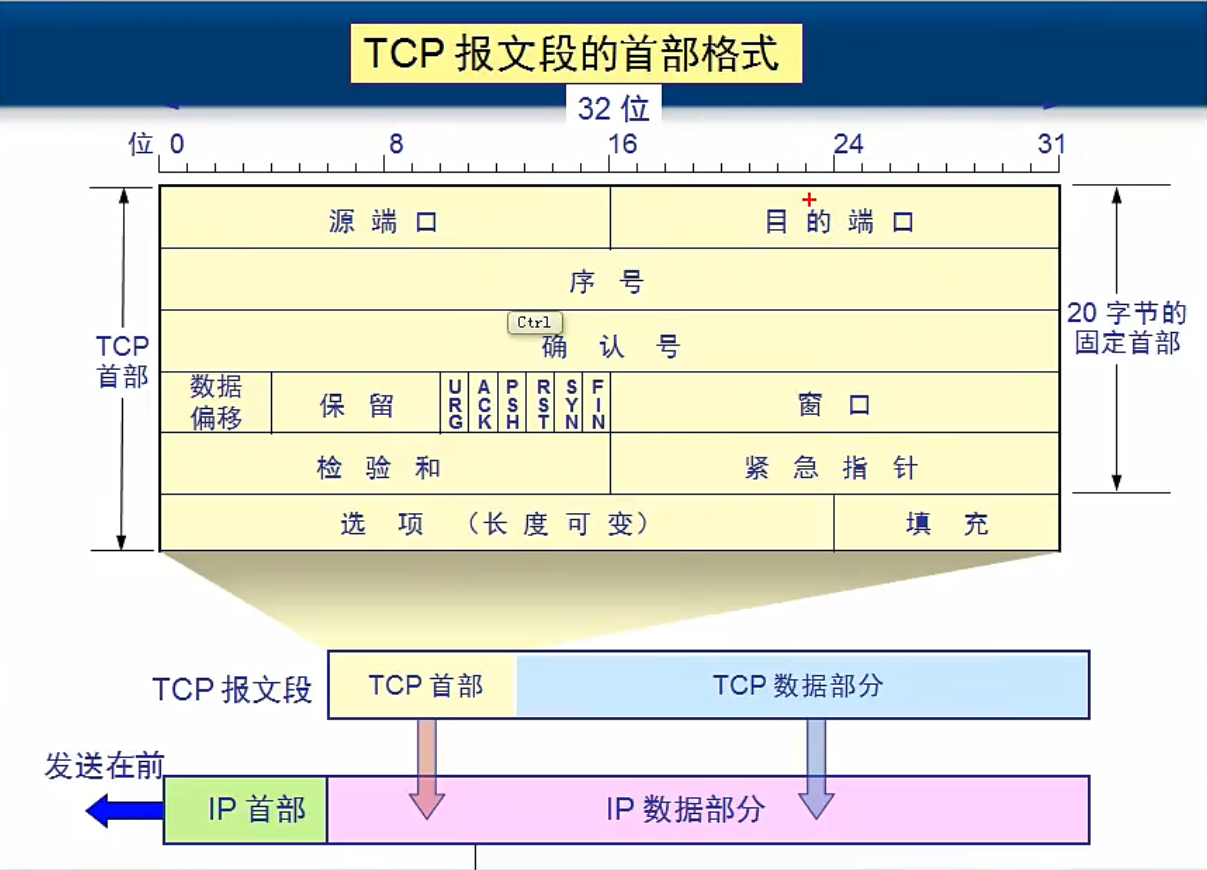 TCP 报文段的首部格式
32 位
位 0 8 16 24 31
源 端 口 目 的 端 口
序 号
Ctrl
确 认 号
TCP
首部
20 字节的
固定首部
数据
偏移
保 留
URG
ACK
PSH
RST
SYN
FIN
窗 口
检 验 和 紧 急 指 针
选 项 (长 度 可 变) 填 充
TCP 报文段 TCP 首部 TCP 数据部分
发送在前
IP 首部 IP 数据部分